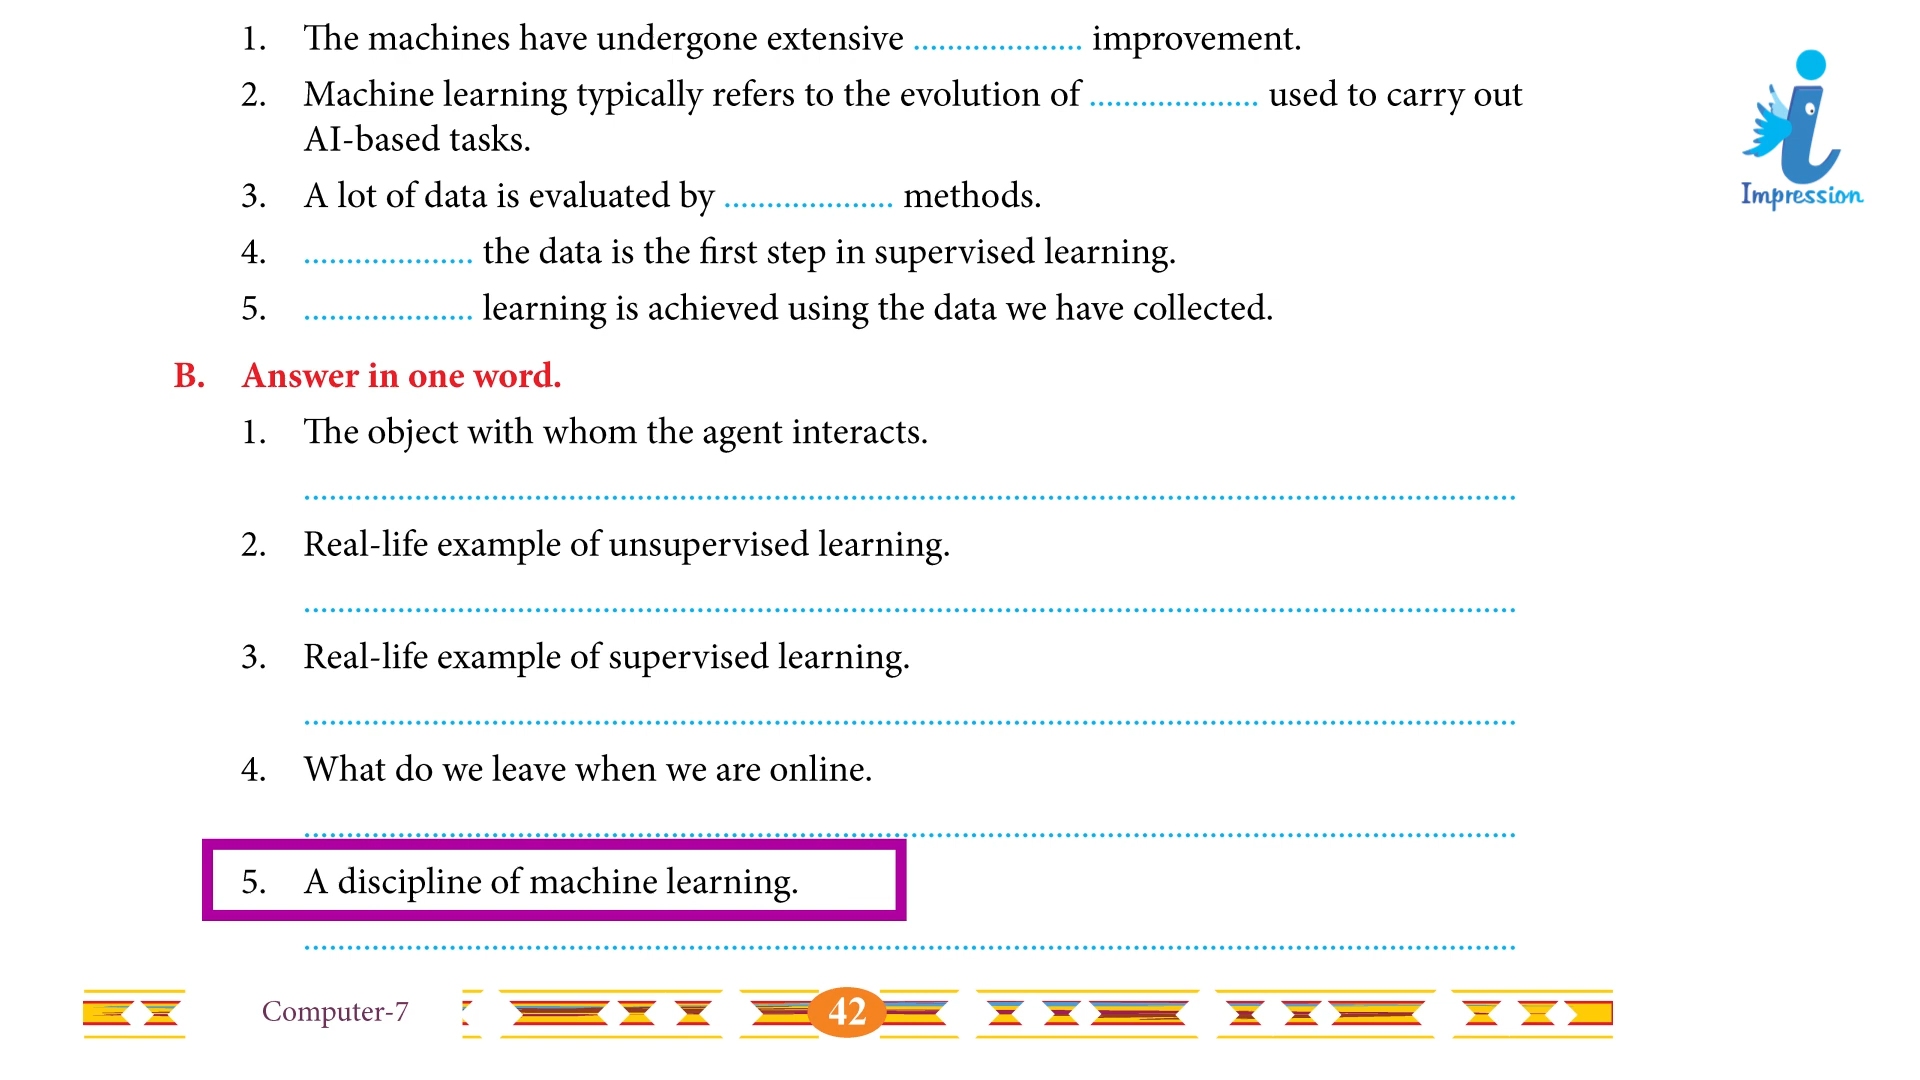 1. The machines have undergone extensive .................... improvement.
2. Machine learning typically refers to the evolution of .................... used to carry out
AI-based tasks.
Impression
3. A lot of data is evaluated by .................... methods.
4. .................... the data is the first step in supervised learning.
5. .................... learning is achieved using the data we have collected.
B. Answer in one word.
1. The object with whom the agent interacts.
2. Real-life example of unsupervised learning.
3. Real-life example of supervised learning.
4. What do we leave when we are online.
5. A discipline of machine learning.
Computer-7
42